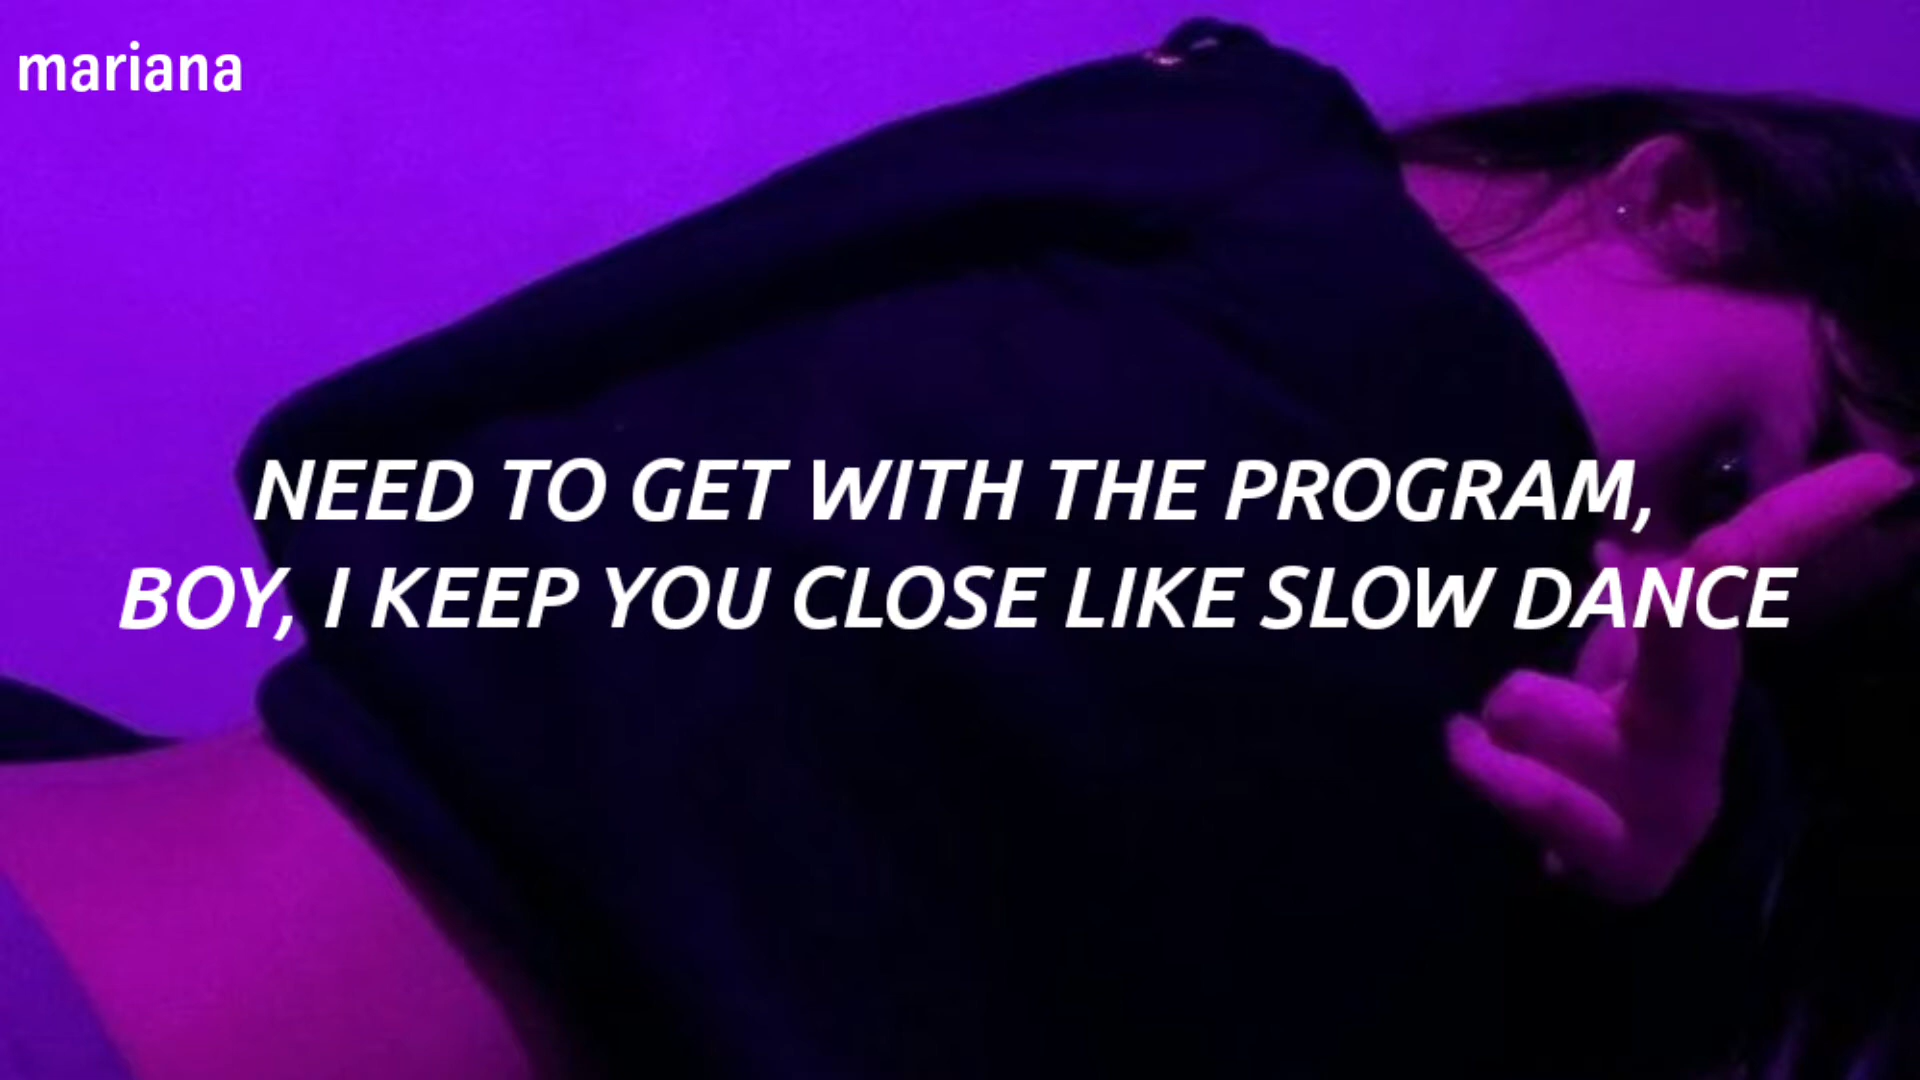 mariana
NEED TO GET WITH THE PROGRAM,
BOY, I KEEP YOU CLOSE LIKE SLOW DANCE